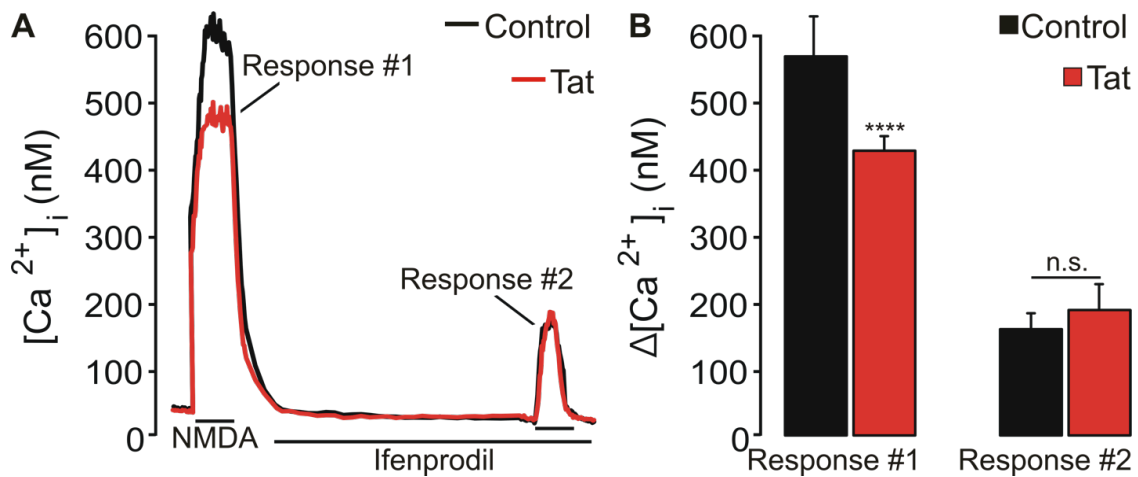 A
Control
Tat
Response #1
Response #2
[Ca 2+]i (nM)
600
500
400
300
200
100
0
NMDA
Ifenprodil
B
Control
Tat
****
n.s.
Δ[Ca 2+]i (nM)
600
500
400
300
200
100
0
Response #1
Response #2